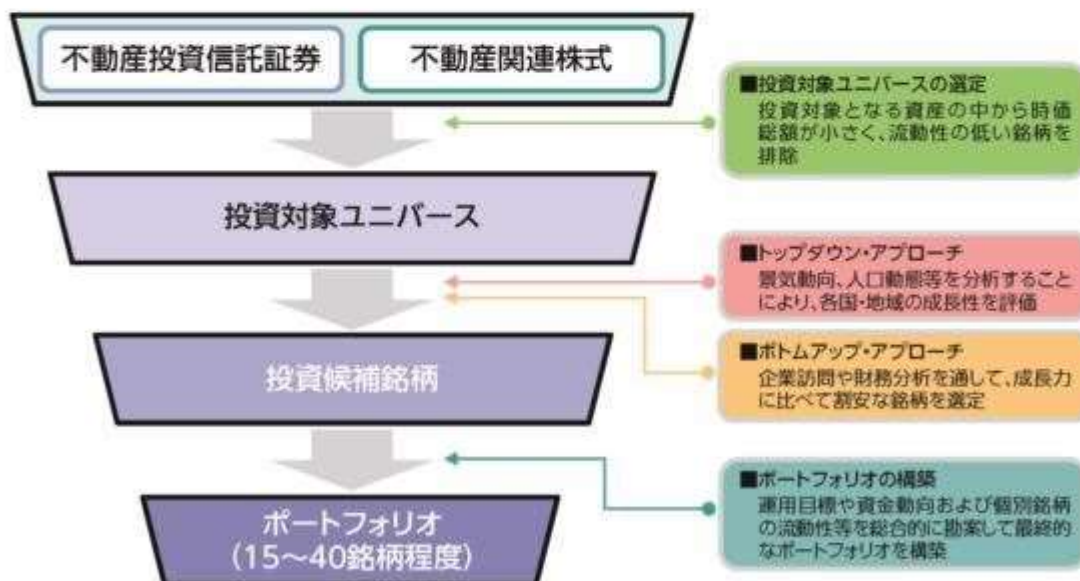 不動産投資信託証券
不動産関連株式
■投資対象ユニバースの選定
投資対象となる資産の中から時価
総額が小さく、流動性の低い銘柄を
排除
投資対象ユニバース
■トップダウン・アプローチ
景気動向、人口動態等を分析すること
により、各国・地域の成長性を評価
■ボトムアップ・アプローチ
企業訪問や財務分析を通して、成長力
に比べて割安な銘柄を選定
投資候補銘柄
■ポートフォリオの構築
運用目標や資金動向および個別銘柄
の流動性等を総合的に勘案して最終的
なポートフォリオを構築
ポートフォリオ
(15～40銘柄程度)